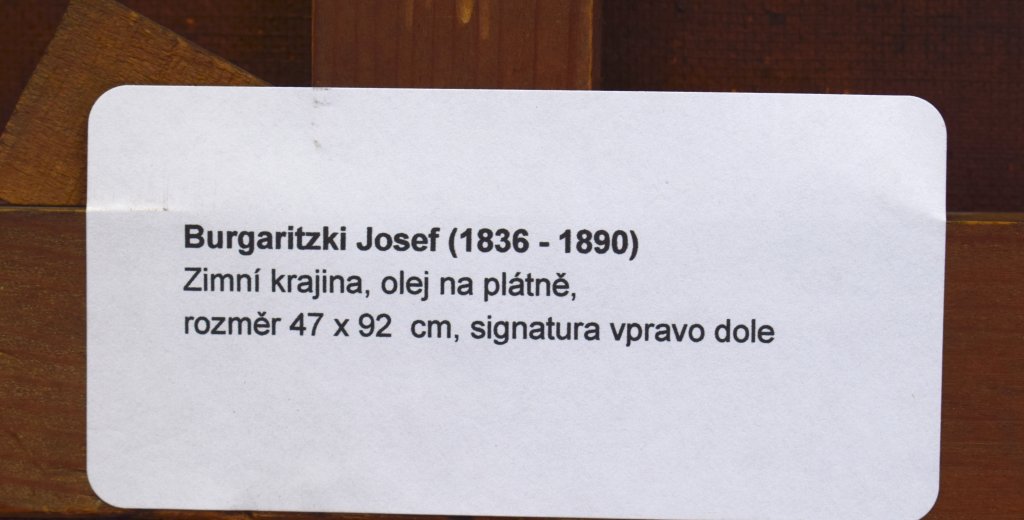 Burgaritzki Josef (1836 - 1890)
Zimní krajina, olej na plátně,
rozměr 47 x 92  cm, signatura vpravo dole